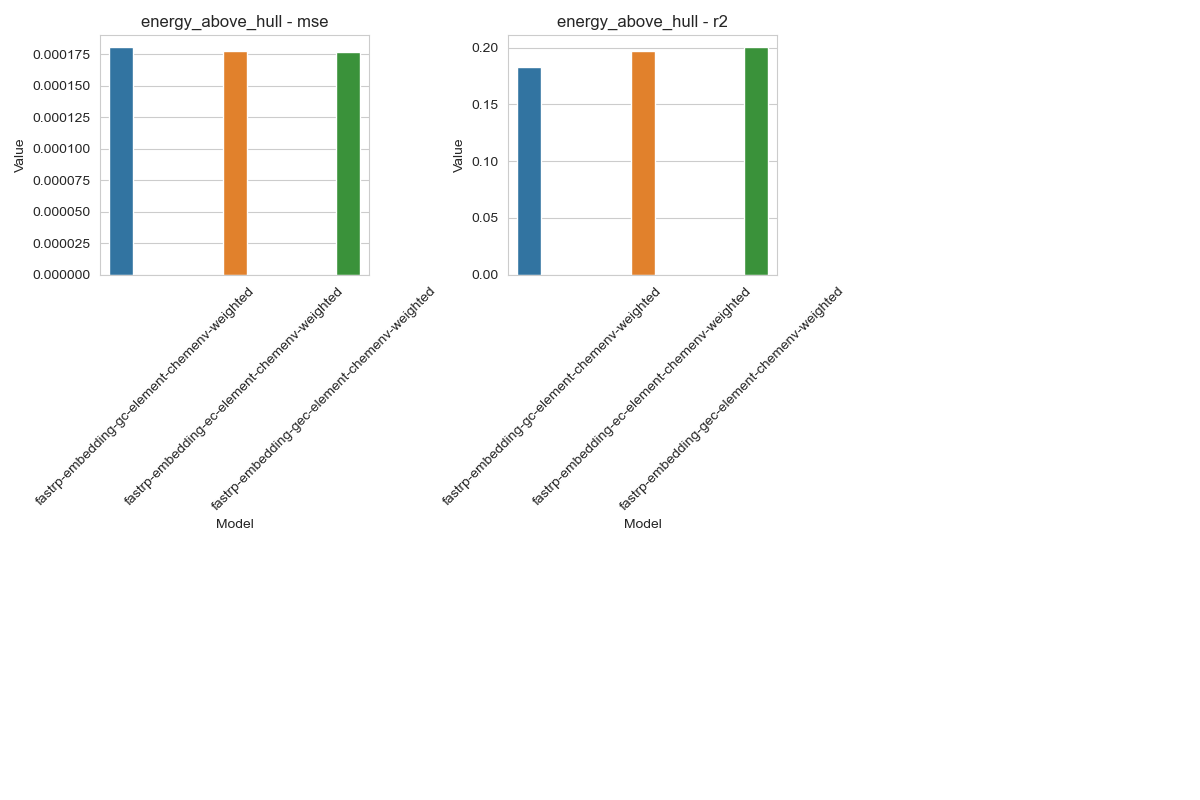 energy_above_hull - mse
0.000175
0.000150
0.000125
0.000100
0.000075
0.000050
0.000025
0.000000
Value
fastrp-embedding-gc-element-chemenv-weighted
fastrp-embedding-ec-element-chemenv-weighted
fastrp-embedding-gec-element-chemenv-weighted
Model
energy_above_hull - r2
0.20
0.15
0.10
0.05
0.00
Value
fastrp-embedding-gc-element-chemenv-weighted
fastrp-embedding-ec-element-chemenv-weighted
fastrp-embedding-gec-element-chemenv-weighted
Model